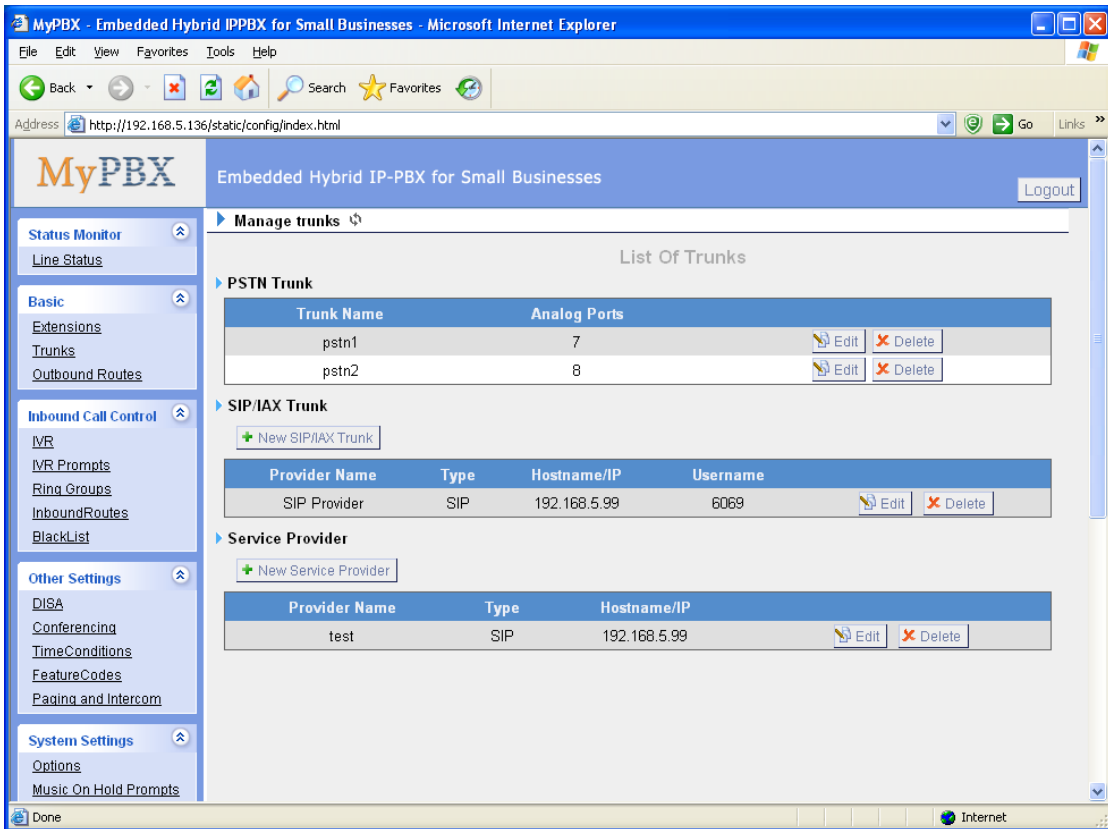 MyPBX - Embedded Hybrid IPPBX for Small Businesses - Microsoft Internet Explorer
File Edit View Favorites Tools Help
Back Search Favorites
Address http://192.168.5.136/static/config/index.html Go Links »
MyPBX
Embedded Hybrid IP-PBX for Small Businesses
Logout
Status Monitor
Line Status
Basic
Extensions
Trunks
Outbound Routes
Inbound Call Control
IVR
IVR Prompts
Ring Groups
InboundRoutes
BlackList
Other Settings
DISA
Conferencing
TimeConditions
FeatureCodes
Paging and Intercom
System Settings
Options
Music On Hold Prompts
Manage trunks
List Of Trunks
PSTN Trunk
Trunk Name Analog Ports
pstn1 7 Edit Delete
pstn2 8 Edit Delete
SIP/IAX Trunk
New SIP/IAX Trunk
Provider Name Type Hostname/IP Username
SIP Provider SIP 192.168.5.99 6069 Edit Delete
Service Provider
New Service Provider
Provider Name Type Hostname/IP
test SIP 192.168.5.99 Edit Delete
Done Internet